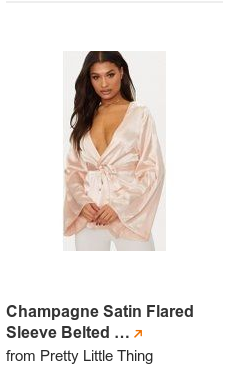 Champagne Satin Flared
Sleeve Belted ...
from Pretty Little Thing